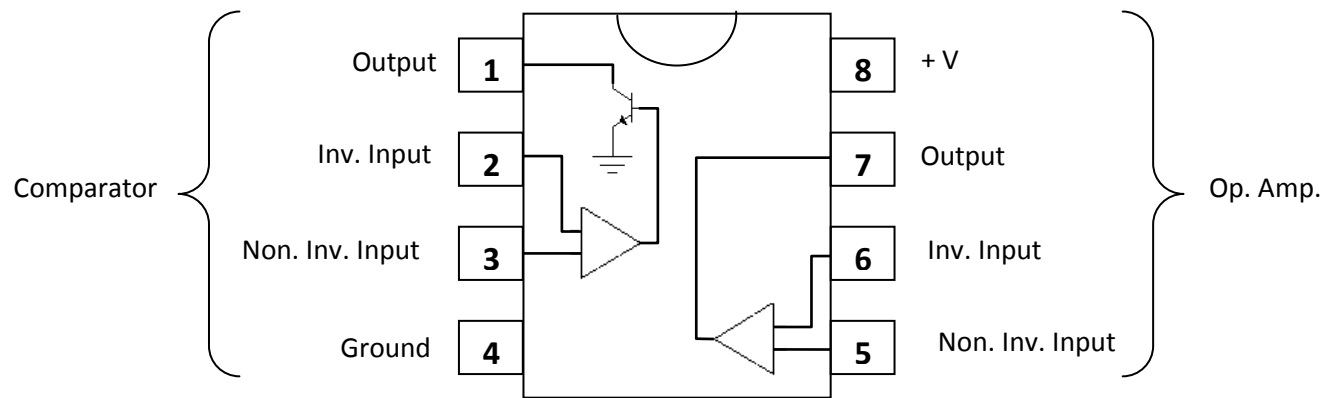 Output 1
Inv. Input 2
Comparator
Non. Inv. Input 3
Ground 4
8 + V
7 Output
Op. Amp.
6 Inv. Input
5 Non. Inv. Input